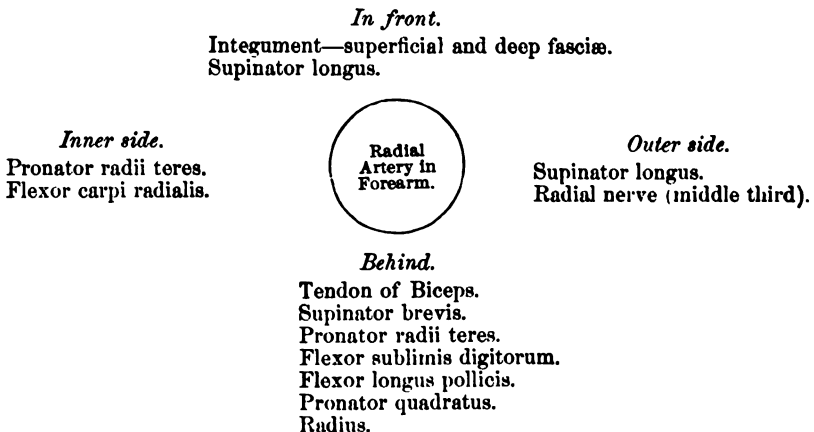 In front.
Integument—superficial and deep fasciæ.
Supinator longus.
Inner side.
Pronator radii teres.
Flexor carpi radialis.
Radial
Artery in
Forearm.
Outer side.
Supinator longus.
Radial nerve (middle third).
Behind.
Tendon of Biceps.
Supinator brevis.
Pronator radii teres.
Flexor sublimis digitorum.
Flexor longus pollicis.
Pronator quadratus.
Radius.